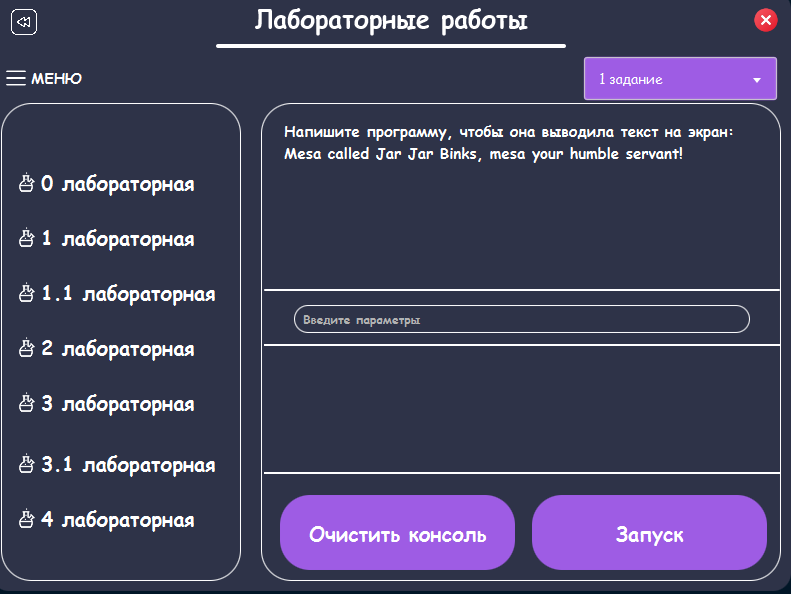 Лабораторные работы
МЕНЮ
1 задание
0 лабораторная
1 лабораторная
1.1 лабораторная
2 лабораторная
3 лабораторная
3.1 лабораторная
4 лабораторная
Напишите программу, чтобы она выводила текст на экран:
Mesa called Jar Jar Binks, mesa your humble servant!
Введите параметры
Очистить консоль
Запуск